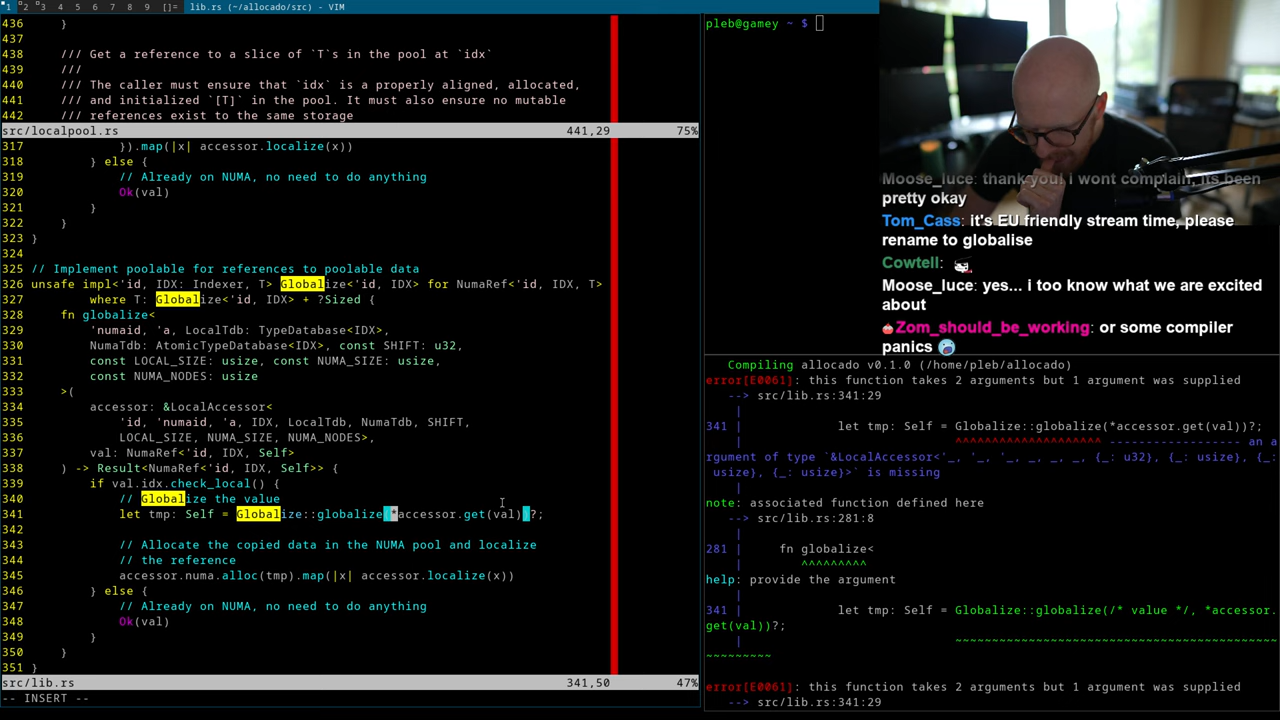 1 2 3 4 5 6 7 8 9 []= lib.rs (~/allocado/src) - VIM
436     }
437
438     /// Get a reference to a slice of `T`s in the pool at `idx`
439     ///
440     /// The caller must ensure that `idx` is a properly aligned, allocated,
441     /// and initialized `[T]` in the pool. It must also ensure no mutable
442     /// references exist to the same storage
src/localpool.rs 441,29 75%
317             }).map(|x| accessor.localize(x))
318         } else {
319             // Already on NUMA, no need to do anything
320             Ok(val)
321         }
322     }
323 }
324
325 // Implement poolable for references to poolable data
326 unsafe impl<'id, IDX: Indexer, T> Globalize<'id, IDX> for NumaRef<'id, IDX, T>
327         where T: Globalize<'id, IDX> + ?Sized {
328     fn globalize<
329         'numaid, 'a, LocalTdb: TypeDatabase<IDX>,
330         NumaTdb: AtomicTypeDatabase<IDX>, const SHIFT: u32,
331         const LOCAL_SIZE: usize, const NUMA_SIZE: usize,
332         const NUMA_NODES: usize
333     >(
334         accessor: &LocalAccessor<
335             'id, 'numaid, 'a, IDX, LocalTdb, NumaTdb, SHIFT,
336             LOCAL_SIZE, NUMA_SIZE, NUMA_NODES>,
337         val: NumaRef<'id, IDX, Self>
338     ) -> Result<NumaRef<'id, IDX, Self>> {
339         if val.idx.check_local() {
340             // Globalize the value
341             let tmp: Self = Globalize::globalize(*accessor.get(val))?;
342
343             // Allocate the copied data in the NUMA pool and localize
344             // the reference
345             accessor.numa.alloc(tmp).map(|x| accessor.localize(x))
346         } else {
347             // Already on NUMA, no need to do anything
348             Ok(val)
349         }
350     }
351 }
src/lib.rs 341,50 47%
-- INSERT --
pleb@gamey ~ $
Moose_luce: thank you! i wont complain, its been
pretty okay
Tom_Cass: it's EU friendly stream time, please
rename to globalise
Cowtell:
Moose_luce: yes... i too know what we are excited
about
Zom_should_be_working: or some compiler
panics
Compiling allocado v0.1.0 (/home/pleb/allocado)
error[E0061]: this function takes 2 arguments but 1 argument was supplied
   --> src/lib.rs:341:29
    |
341 |             let tmp: Self = Globalize::globalize(*accessor.get(val))?;
    |                             ^^^^^^^^^^^^^^^^^^^^ ------------------ an a
rgument of type `&LocalAccessor<'_, '_, '_, _, _, _, {_: u32}, {_: usize}, {_:
usize}, {_: usize}>` is missing
note: associated function defined here
   --> src/lib.rs:281:8
    |
281 |     fn globalize<
    |        ^^^^^^^^^
help: provide the argument
    |
341 |             let tmp: Self = Globalize::globalize(/* value */, *accessor.
get(val))?;
    |                             ~~~~~~~~~~~~~~~~~~~~~~~~~~~~~~~~~~~~~~~~~~~~
~~~~~~~~~
error[E0061]: this function takes 2 arguments but 1 argument was supplied
   --> src/lib.rs:341:29